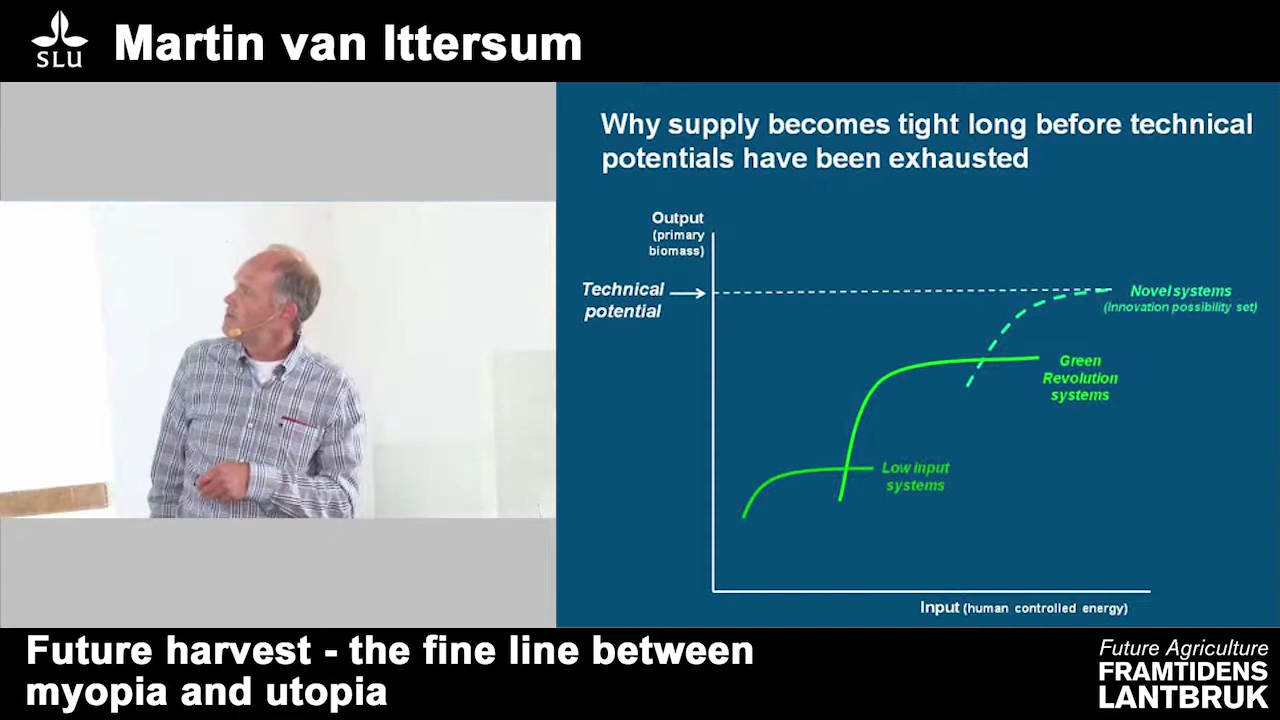 SLU
Martin van Ittersum
Why supply becomes tight long before technical
potentials have been exhausted
Output
(primary
biomass)
Technical
potential
Novel systems
(Innovation possibility set)
Green
Revolution
systems
Low input
systems
Input (human controlled energy)
Future harvest - the fine line between
myopia and utopia
Future Agriculture
FRAMTIDENS
LANTBRUK